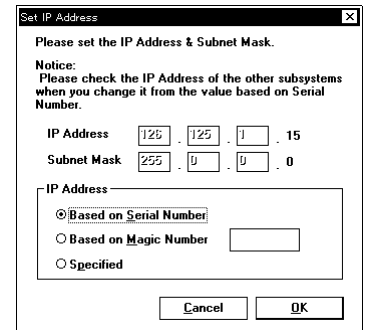 Set IP Address
Please set the IP Address & Subnet Mask.
Notice:
Please check the IP Address of the other subsystems
when you change it from the value based on Serial
Number.
IP Address 126 . 125 . 1 . 15
Subnet Mask 255 . 0 . 0 . 0
IP Address
Based on Serial Number
Based on Magic Number
Specified
Cancel OK